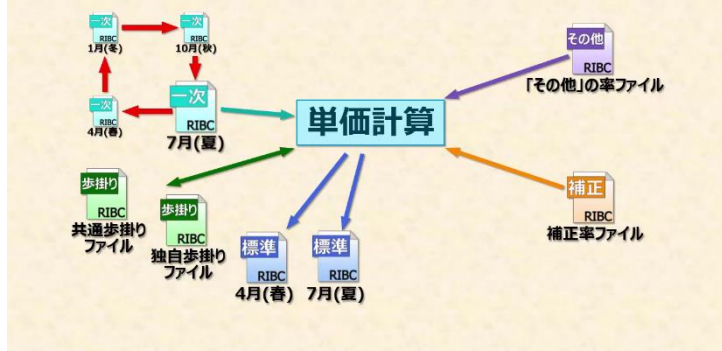 一次
RIBC
1月(冬)
一次
RIBC
10月(秋)
一次
RIBC
4月(春)
一次
RIBC
7月(夏)
単価計算
その他
RIBC
「その他」の率ファイル
補正
RIBC
補正率ファイル
歩掛り
RIBC
共通歩掛り
ファイル
歩掛り
RIBC
独自歩掛り
ファイル
標準
RIBC
4月(春)
標準
RIBC
7月(夏)